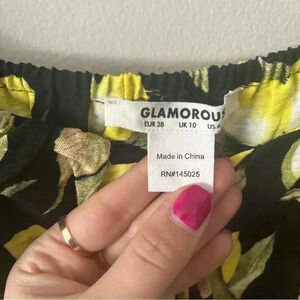 GLAMOROU
EUR 38 UK 10 US
Made in China
RN#145025